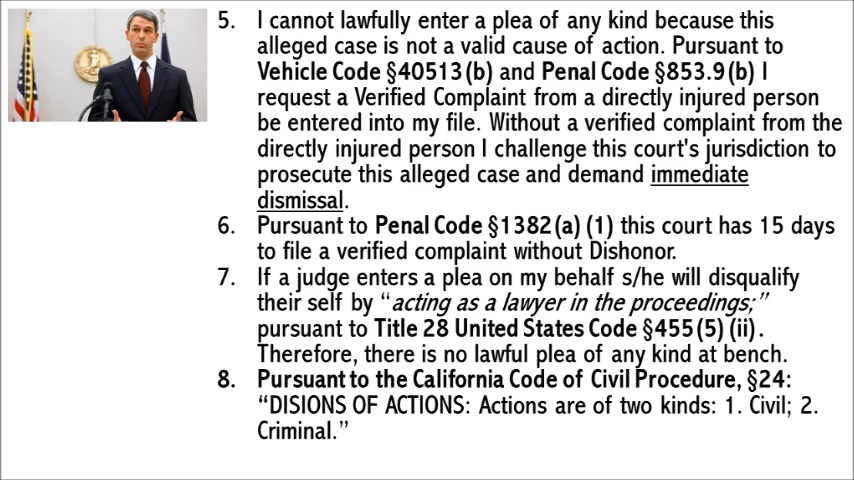 5. I cannot lawfully enter a plea of any kind because this
alleged case is not a valid cause of action. Pursuant to
Vehicle Code §40513(b) and Penal Code §853.9(b) I
request a Verified Complaint from a directly injured person
be entered into my file. Without a verified complaint from the
directly injured person I challenge this court's jurisdiction to
prosecute this alleged case and demand immediate
dismissal.
6. Pursuant to Penal Code §1382(a) (1) this court has 15 days
to file a verified complaint without Dishonor.
7. If a judge enters a plea on my behalf s/he will disqualify
their self by “acting as a lawyer in the proceedings;”
pursuant to Title 28 United States Code §455(5) (ii).
Therefore, there is no lawful plea of any kind at bench.
8. Pursuant to the California Code of Civil Procedure, §24:
“DISIONS OF ACTIONS: Actions are of two kinds: 1. Civil; 2.
Criminal.”